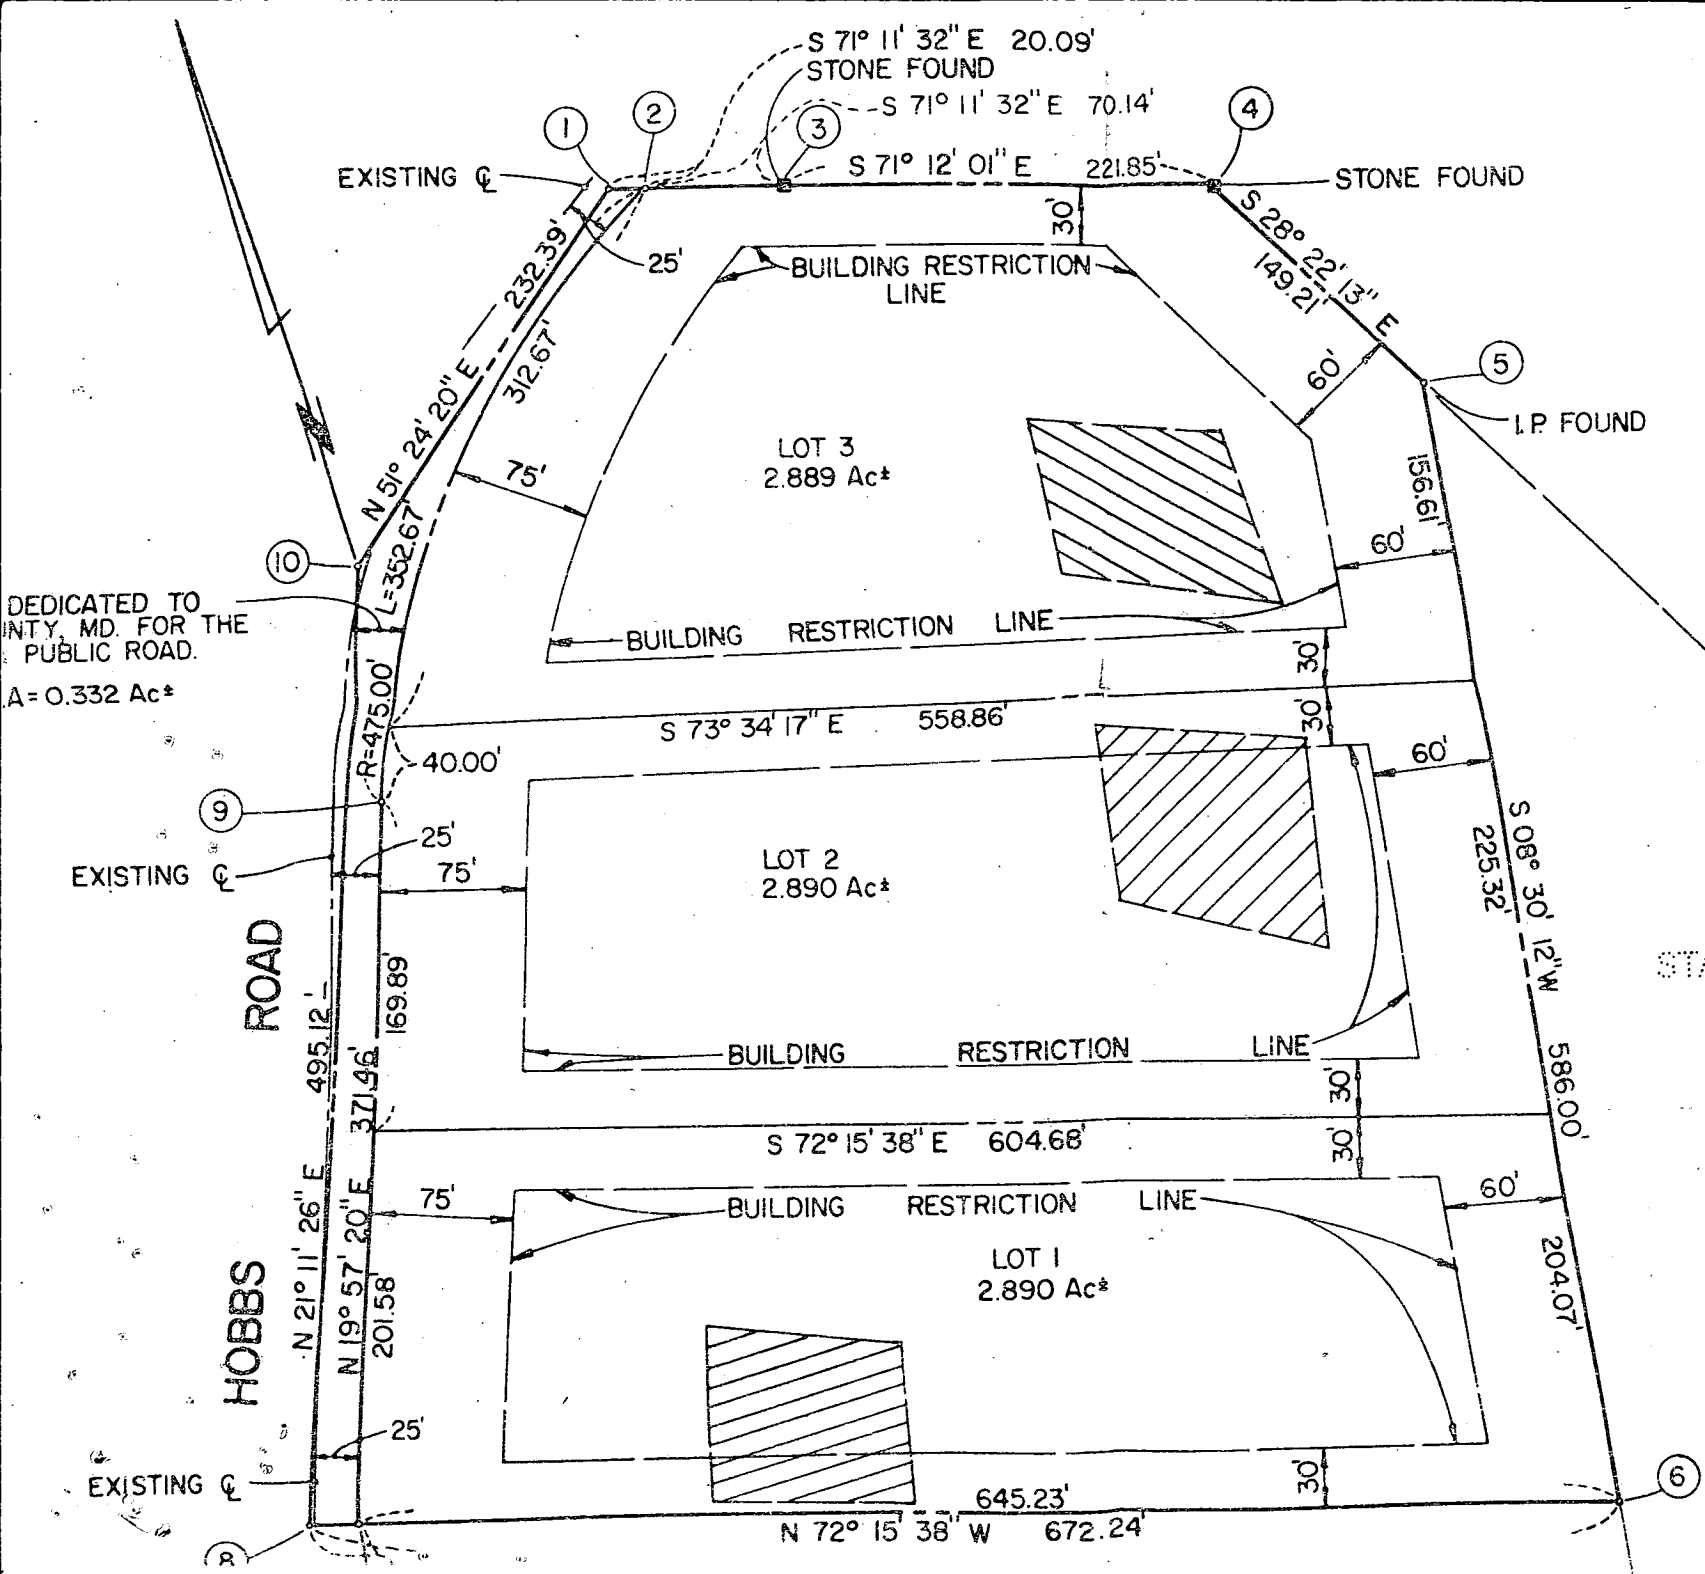 S 71° 11' 32" E 20.09'
STONE FOUND
S 71° 11' 32" E 70.14'
1
2
3
4
S 71° 12' 01" E 221.85'
EXISTING ℄
STONE FOUND
30'
S 28° 22' 13" E
149.21'
25'
BUILDING RESTRICTION
LINE
232.39'
N 51° 24' 20" E
312.67'
60'
5
I.P. FOUND
LOT 3
2.889 Ac±
75'
156.61'
10
L=352.67'
60'
DEDICATED TO
NTY, MD. FOR THE
PUBLIC ROAD.
A = 0.332 Ac±
BUILDING RESTRICTION LINE
30'
R=475.00'
S 73° 34' 17" E 558.86'
30'
40.00'
60'
9
25'
EXISTING ℄
75'
LOT 2
2.890 Ac±
S 08° 30' 12" W 586.00'
225.32'
STA
ROAD
169.89'
495.12'
BUILDING RESTRICTION LINE
371.46'
30'
S 72° 15' 38" E 604.68'
30'
N 21° 11' 26" E
N 19° 57' 20" E
75'
BUILDING RESTRICTION LINE
60'
LOT 1
2.890 Ac±
204.07'
HOBBS
201.58'
25'
EXISTING ℄
30'
6
645.23'
N 72° 15' 38" W 672.24'
8